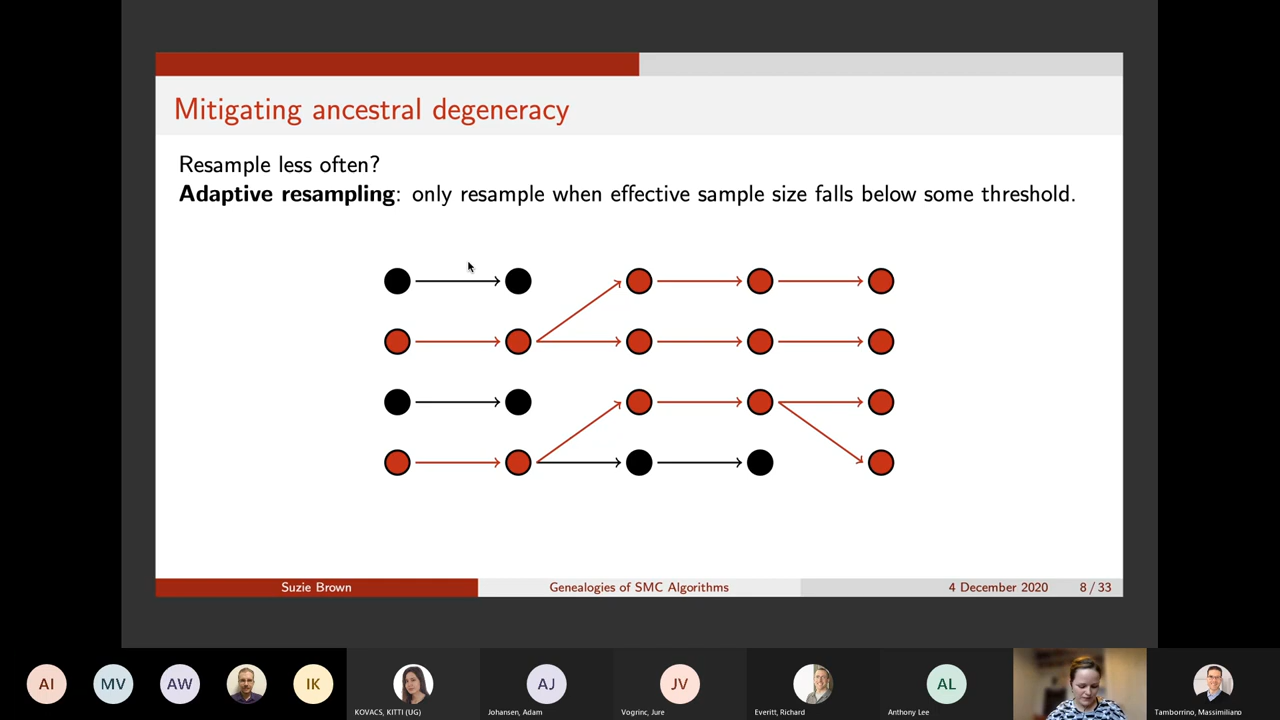 Mitigating ancestral degeneracy
Resample less often?
Adaptive resampling: only resample when effective sample size falls below some threshold.
Suzie Brown
Genealogies of SMC Algorithms
4 December 2020
8 / 33
AI
MV
AW
IK
KOVACS, KITTI (UG)
AJ
Johansen, Adam
JV
Vogrinc, Jure
Everitt, Richard
AL
Anthony Lee
Tamborrino, Massimiliano